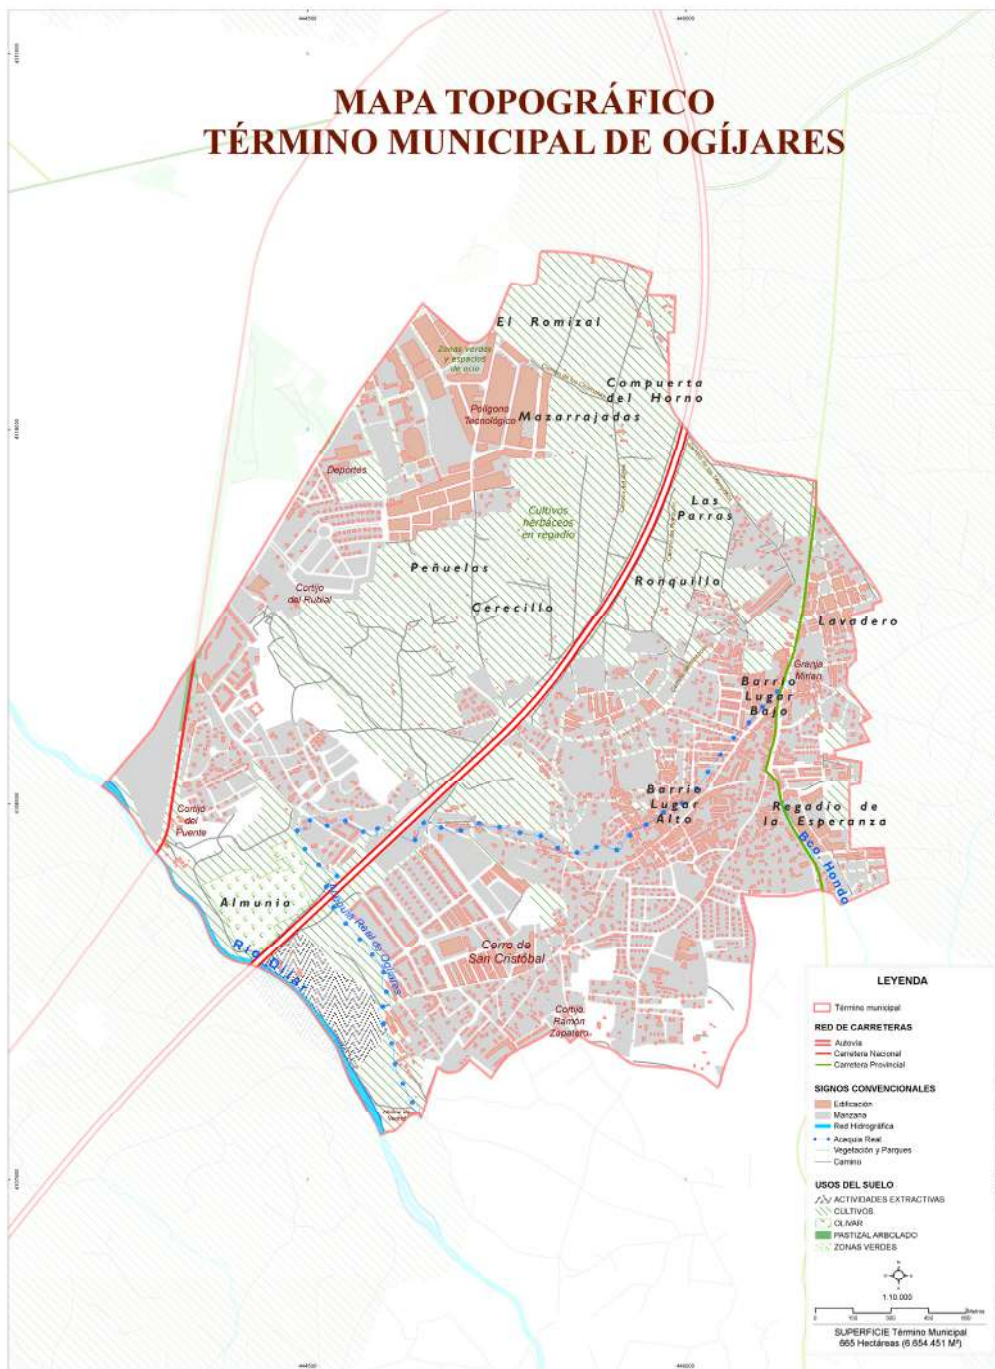 MAPA TOPOGRÁFICO
TÉRMINO MUNICIPAL DE OGÍJARES
El Romizal
Zonas verdes
y espacios
de ocio
Compuerta
del Horno
Polígono
Tecnológico
Mazarrajadas
Deportes
Las
Parras
Cultivos
herbáceos
en regadío
Peñuelas
Ronquillo
Cortijo
del Rubial
Cerecillo
Lavadero
Granja
Mirian
Barrio
Lugar
Bajo
Barrio
Lugar
Alto
Cortijo
del
Puente
Regadío de
la Esperanza
Bco. Hondo
Almunia
Acequia Real de Ogíjares
Río Dílar
Cerro de
San Cristóbal
Cortijo
Ramón
Zapatero
LEYENDA
Término municipal
RED DE CARRETERAS
Autovía
Carretera Nacional
Carretera Provincial
SIGNOS CONVENCIONALES
Edificación
Manzana
Red Hidrográfica
Acequia Real
Vegetación y Parques
Camino
USOS DEL SUELO
ACTIVIDADES EXTRACTIVAS
CULTIVOS
OLIVAR
PASTIZAL ARBOLADO
ZONAS VERDES
1:10.000
Metros
SUPERFICIE Término Municipal
665 Hectáreas (6.654.451 M²)